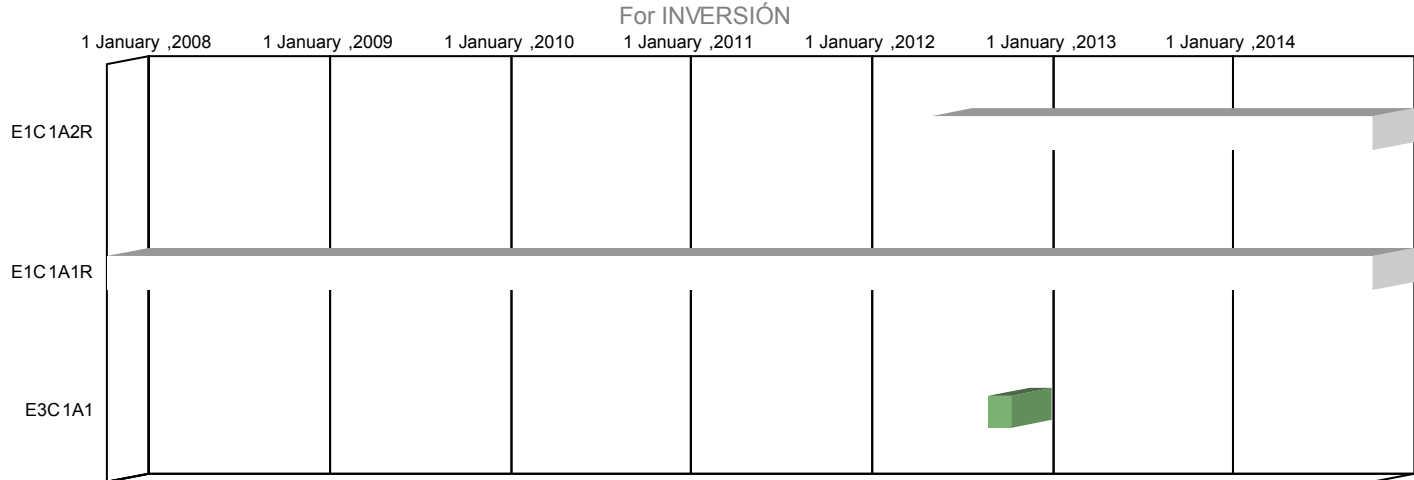 For INVERSIÓN
1 January ,2008 1 January ,2009 1 January ,2010 1 January ,2011 1 January ,2012 1 January ,2013 1 January ,2014
E1C1A2R
E1C1A1R
E3C1A1